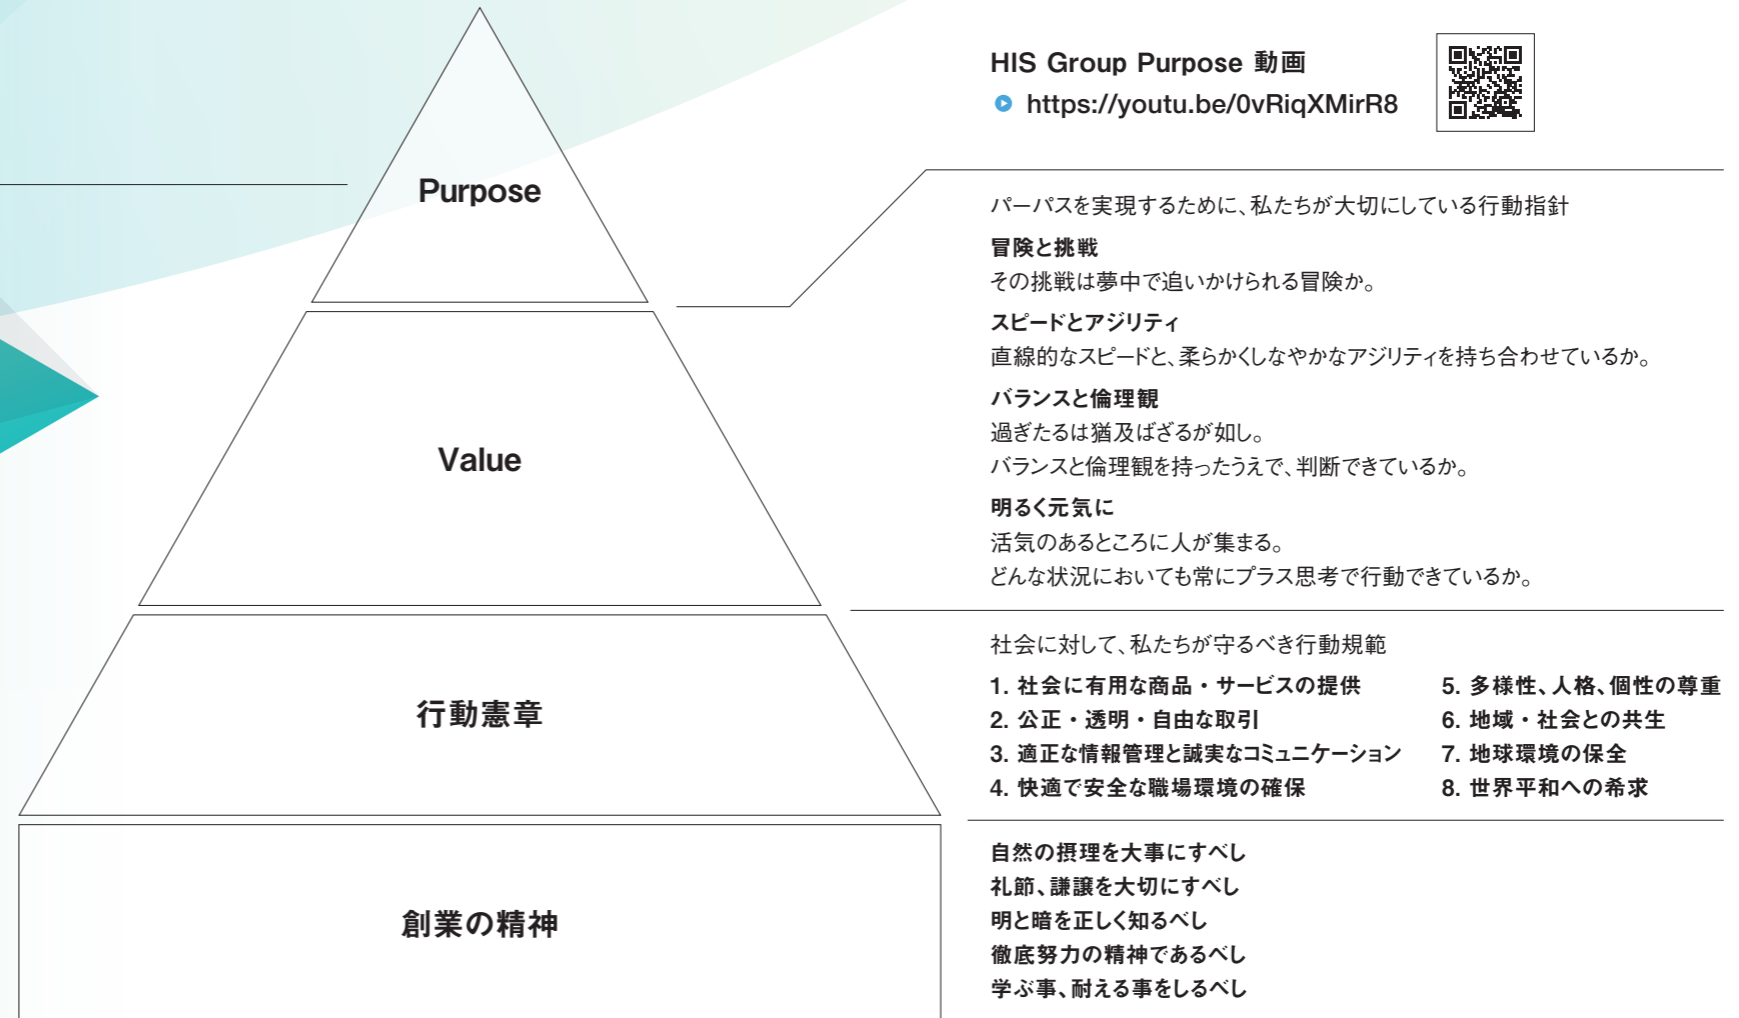 HIS Group Purpose 動画
https://youtu.be/0vRiqXMirR8
Purpose
パーパスを実現するために、私たちが大切にしている行動指針
冒険と挑戦
その挑戦は夢中で追いかけられる冒険か。
スピードとアジリティ
直線的なスピードと、柔らかくしなやかなアジリティを持ち合わせているか。
バランスと倫理観
過ぎたるは猶及ばざるが如し。
バランスと倫理観を持ったうえで、判断できているか。
明るく元気に
活気のあるところに人が集まる。
どんな状況においても常にプラス思考で行動できているか。
Value
社会に対して、私たちが守るべき行動規範
1. 社会に有用な商品・サービスの提供
2. 公正・透明・自由な取引
3. 適正な情報管理と誠実なコミュニケーション
4. 快適で安全な職場環境の確保
5. 多様性、人格、個性の尊重
6. 地域・社会との共生
7. 地球環境の保全
8. 世界平和への希求
行動憲章
自然の摂理を大事にすべし
礼節、謙譲を大切にすべし
明と暗を正しく知るべし
徹底努力の精神であるべし
学ぶ事、耐える事をしるべし
創業の精神